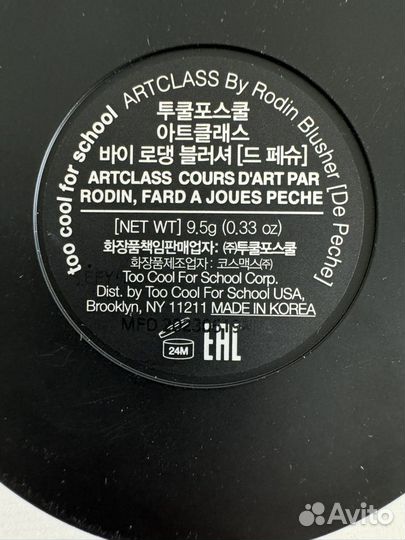 too cool for school ARTCLASS By Rodin Blusher [De Peche]
투쿨포스쿨
아트클래스
바이 로댕 블러셔 [드 페슈]
ARTCLASS COURS D'ART PAR
RODIN, FARD A JOUES PECHE
[NET WT] 9.5g (0.33 oz)
화장품책임판매업자 : ㈜투쿨포스쿨
화장품제조업자 : 코스맥스㈜
Too Cool For School Corp.
Dist. by Too Cool For School USA,
Brooklyn, NY 11211 MADE IN KOREA
MFD 20230619
24M
EAC
Avito